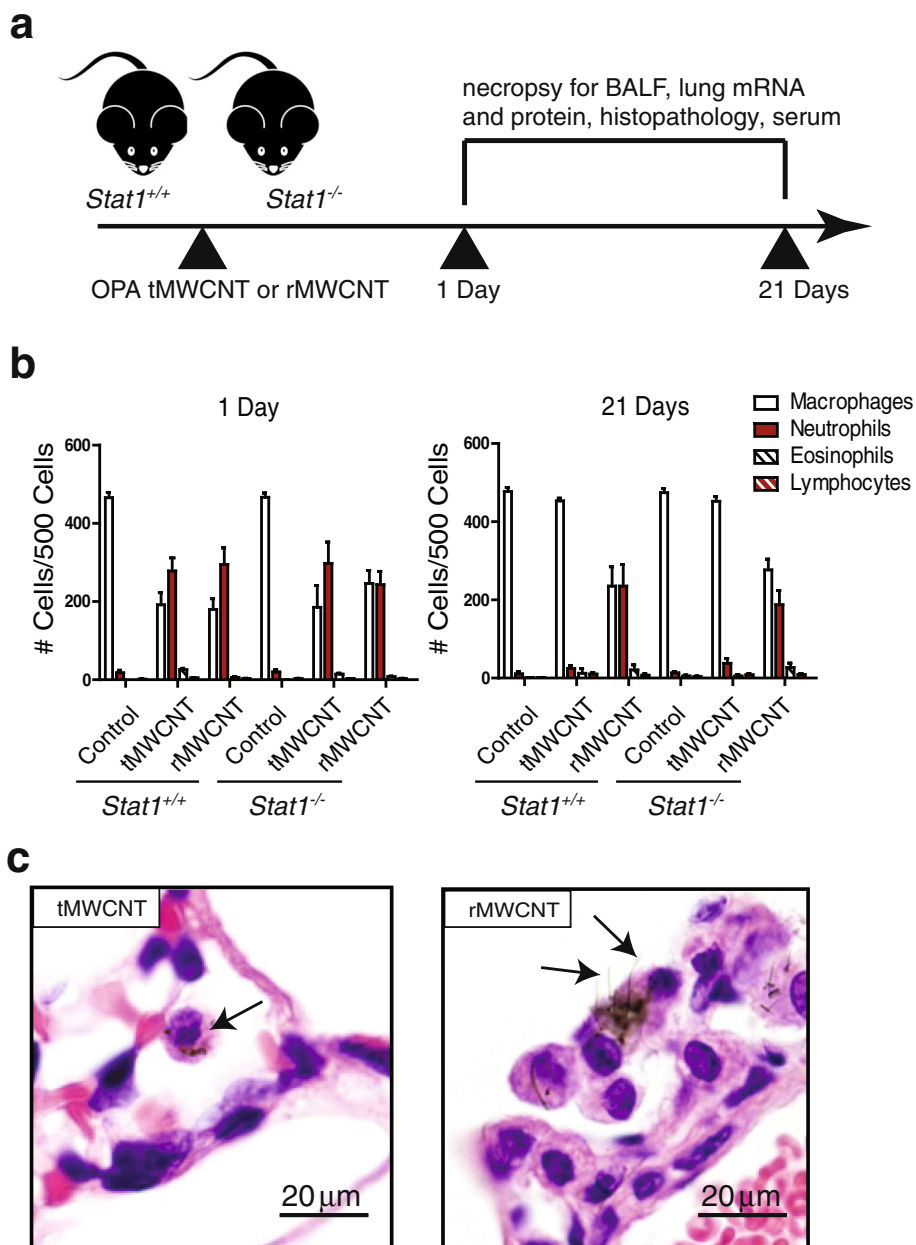 a
necropsy for BALF, lung mRNA
and protein, histopathology, serum
Stat1+/+
Stat1-/-
OPA tMWCNT or rMWCNT
1 Day
21 Days
b
1 Day
# Cells/500 Cells
600
400
200
0
Control
tMWCNT
rMWCNT
Control
tMWCNT
rMWCNT
Stat1+/+
Stat1-/-
21 Days
# Cells/500 Cells
600
400
200
0
Control
tMWCNT
rMWCNT
Control
tMWCNT
rMWCNT
Stat1+/+
Stat1-/-
Macrophages
Neutrophils
Eosinophils
Lymphocytes
c
tMWCNT
20 µm
rMWCNT
20 µm